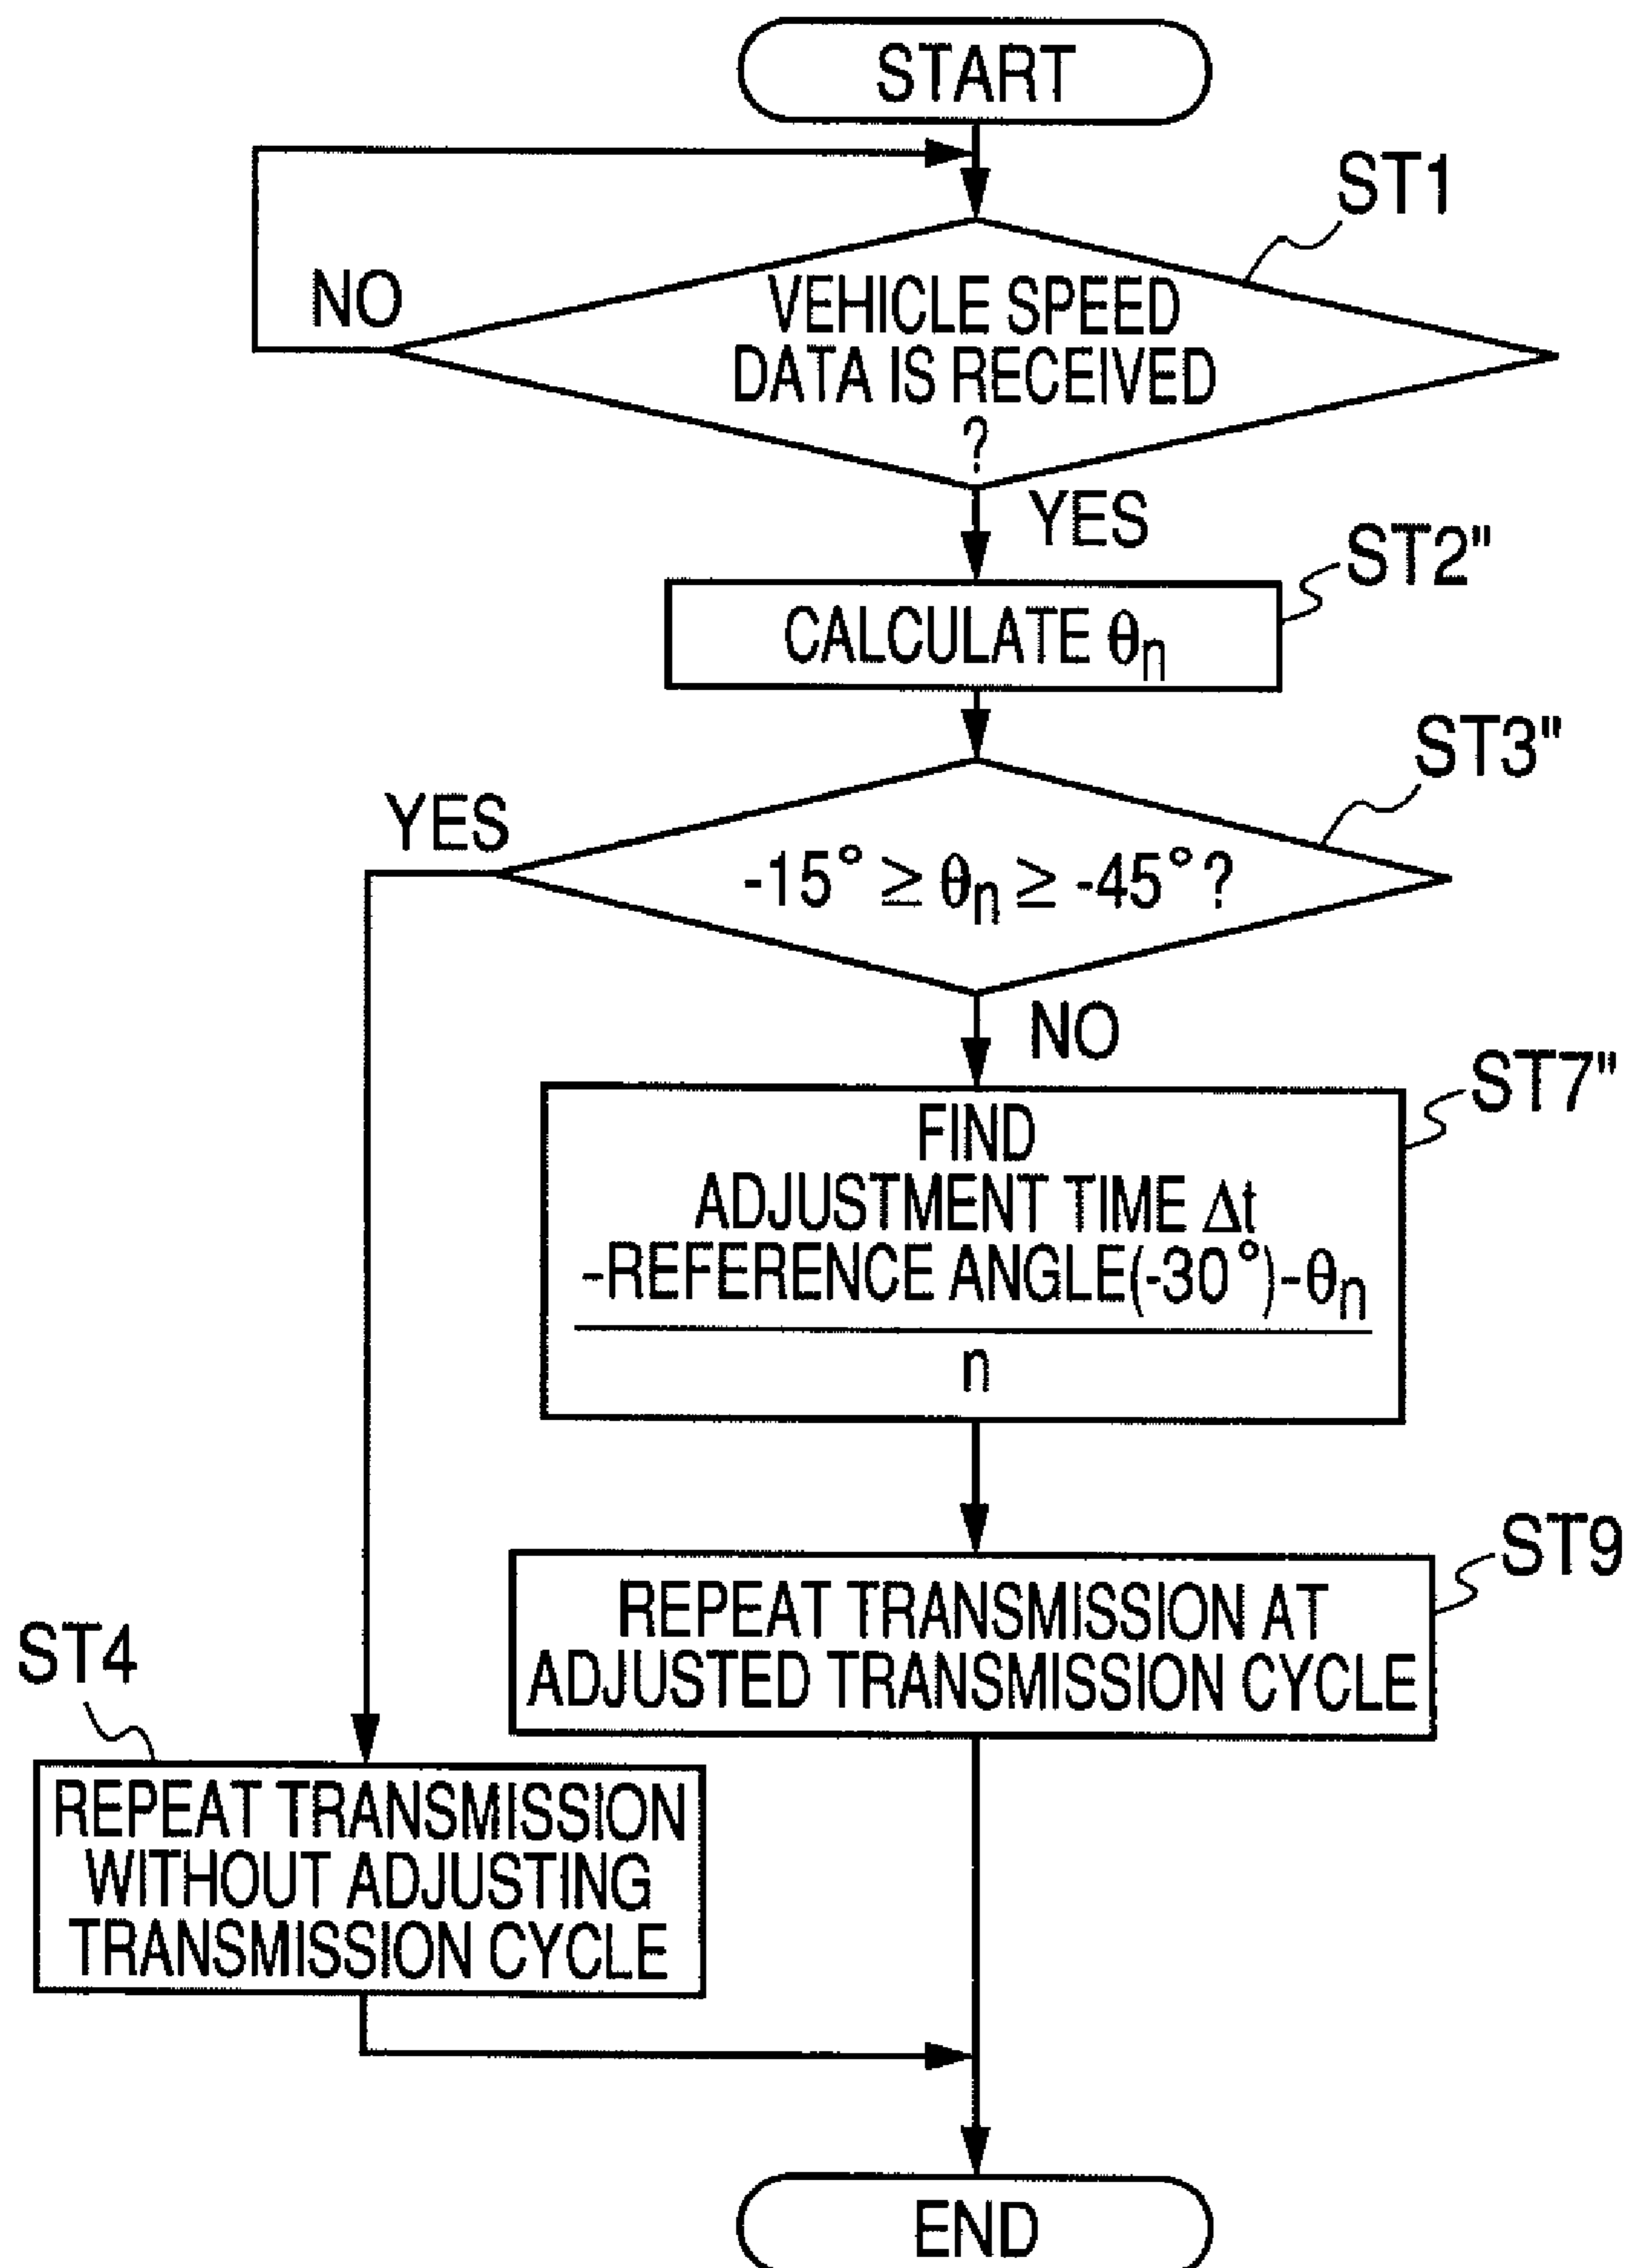 START
ST1
NO
VEHICLE SPEED
DATA IS RECEIVED
?
YES
ST2"
CALCULATE θn
ST3"
YES
-15° ≥ θn ≥ -45°?
NO
ST7"
FIND
ADJUSTMENT TIME Δt
-REFERENCE ANGLE(-30°)-θn
n
ST9
REPEAT TRANSMISSION AT
ADJUSTED TRANSMISSION CYCLE
ST4
REPEAT TRANSMISSION
WITHOUT ADJUSTING
TRANSMISSION CYCLE
END